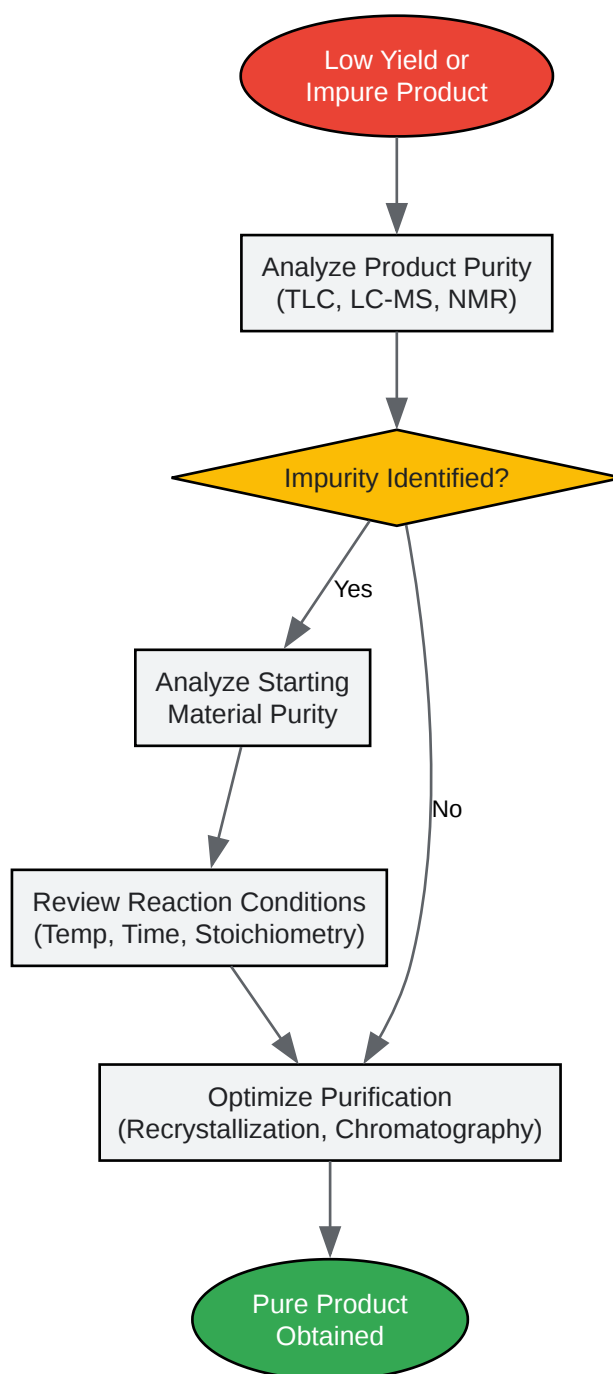 Low Yield or
Impure Product
Analyze Product Purity
(TLC, LC-MS, NMR)
Impurity Identified?
Yes
Analyze Starting
Material Purity
No
Review Reaction Conditions
(Temp, Time, Stoichiometry)
Optimize Purification
(Recrystallization, Chromatography)
Pure Product
Obtained